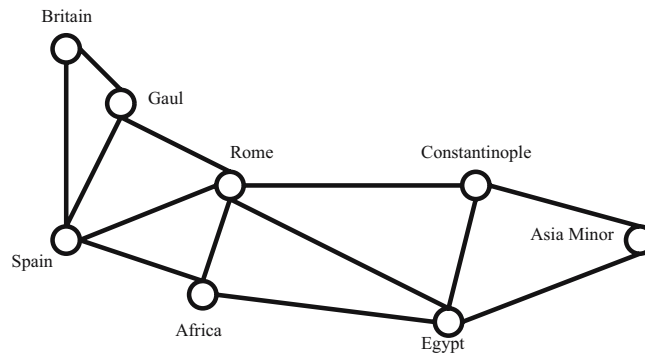 Britain
Gaul
Rome
Constantinople
Asia Minor
Spain
Africa
Egypt